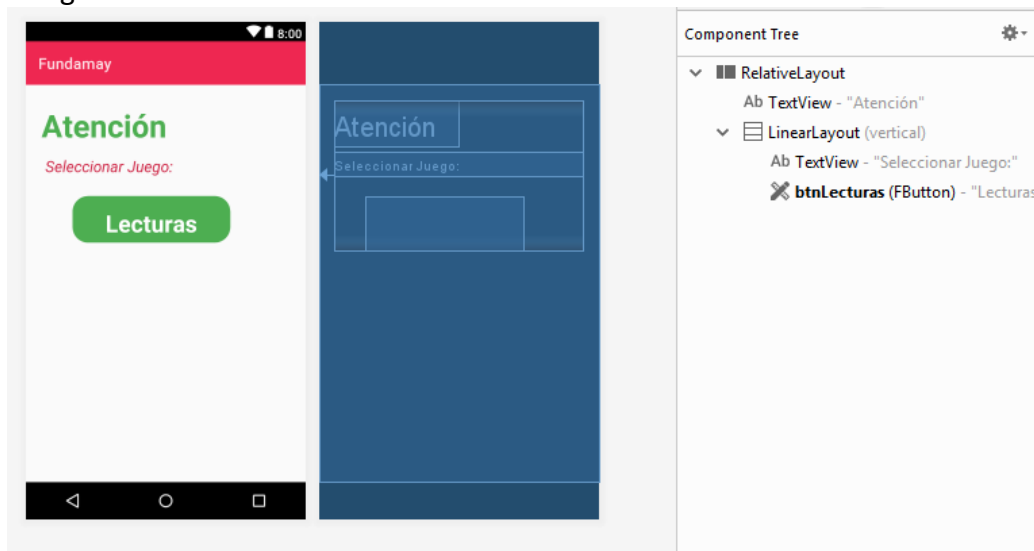 8:00
Fundamay
Atención
Seleccionar Juego:
Lecturas
Atención
Seleccionar Juego:
Component Tree
RelativeLayout
Ab TextView - "Atención"
LinearLayout (vertical)
Ab TextView - "Seleccionar Juego:"
btnLecturas (FButton) - "Lecturas